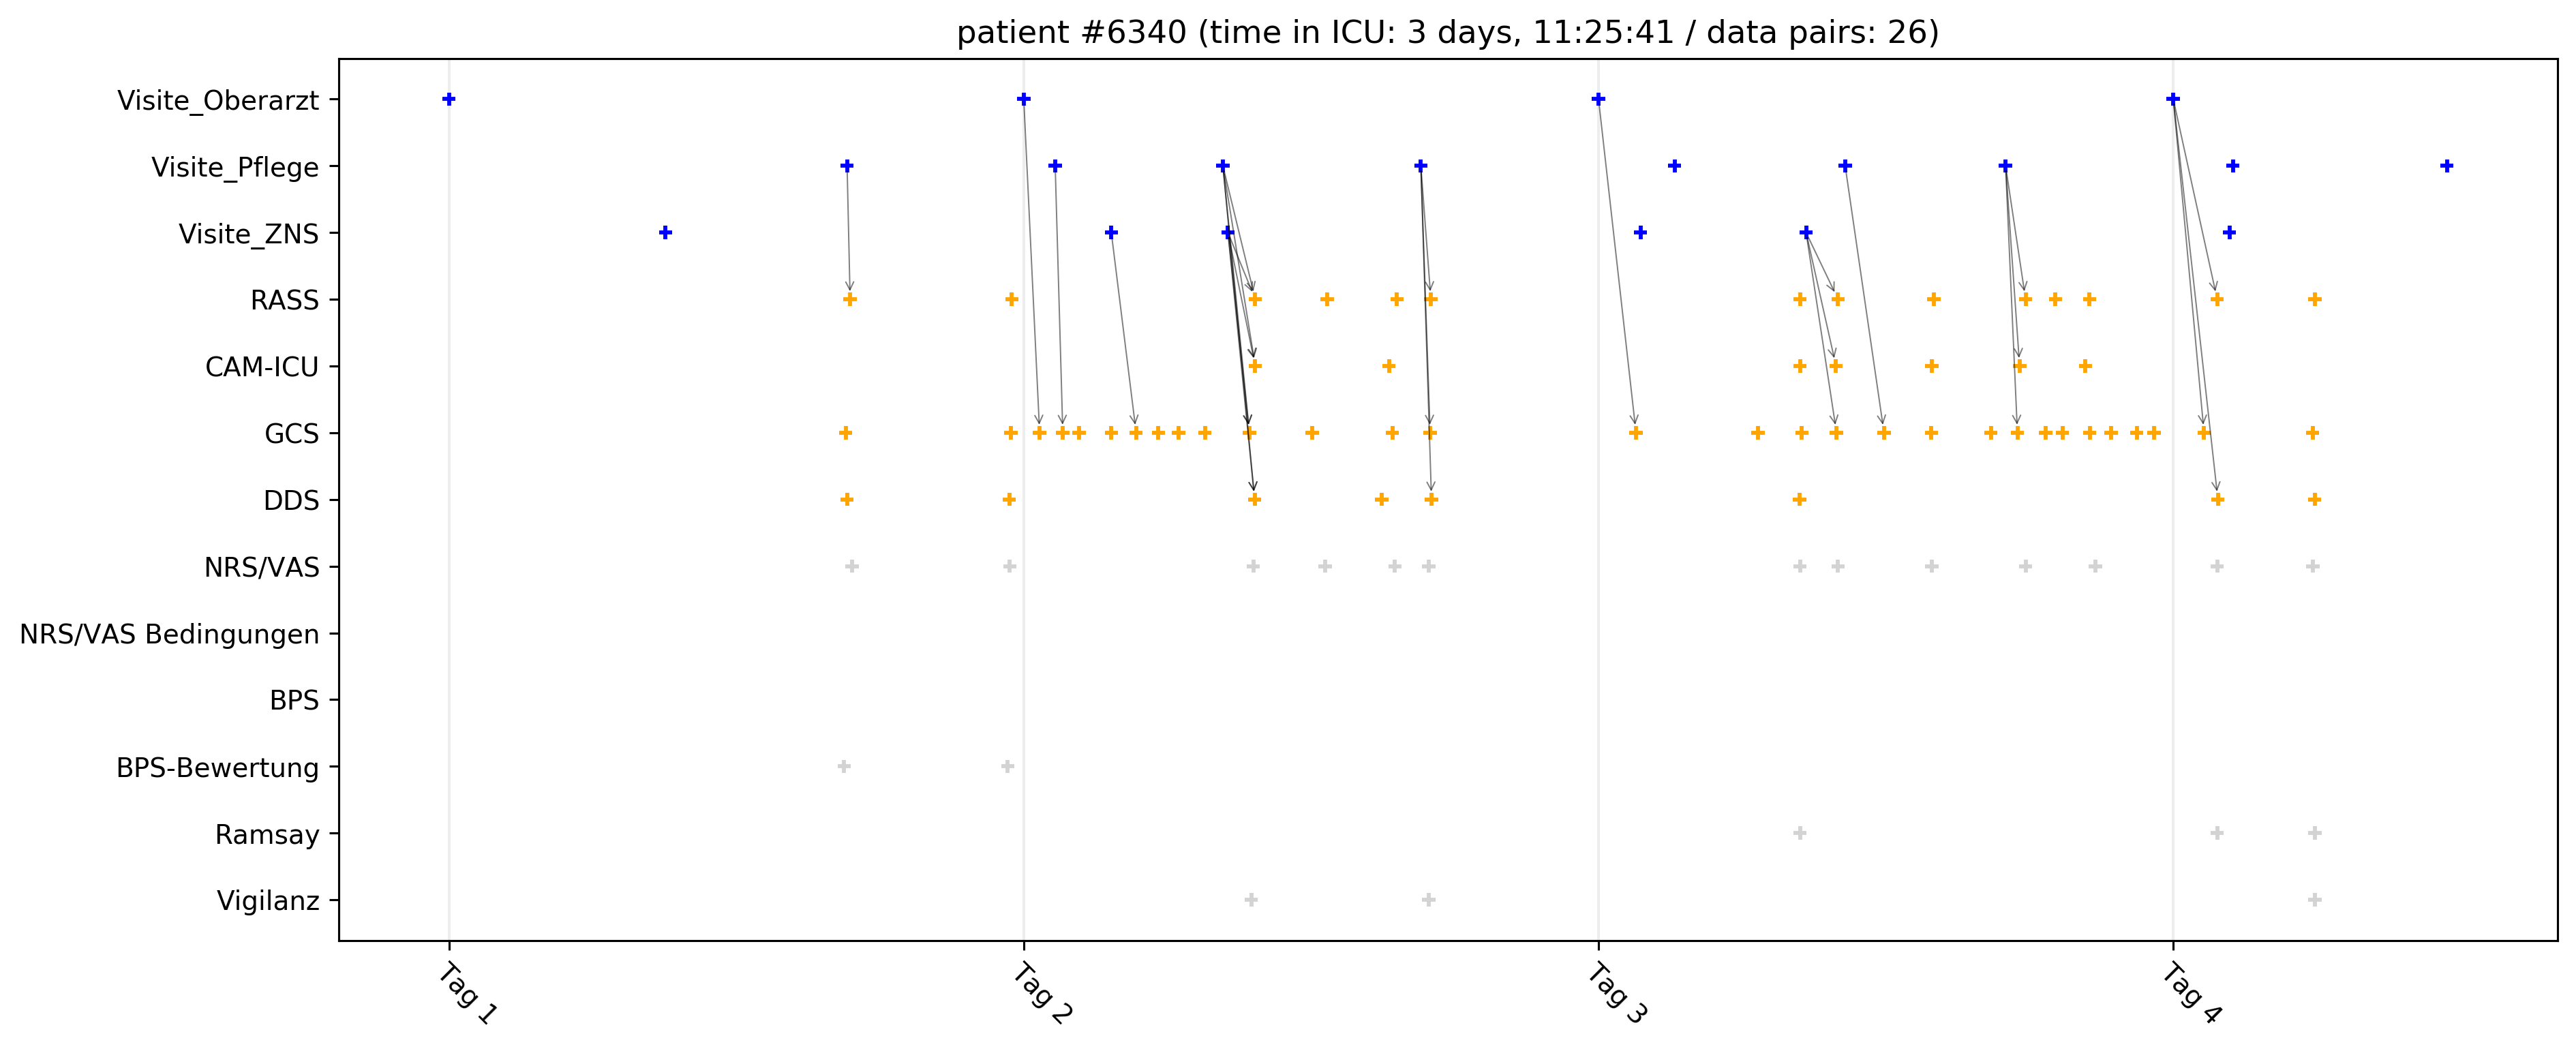 patient #6340 (time in ICU: 3 days, 11:25:41 / data pairs: 26)
Visite_Oberarzt
Visite_Pflege
Visite_ZNS
RASS
CAM-ICU
GCS
DDS
NRS/VAS
NRS/VAS Bedingungen
BPS
BPS-Bewertung
Ramsay
Vigilanz
Tag 1
Tag 2
Tag 3
Tag 4